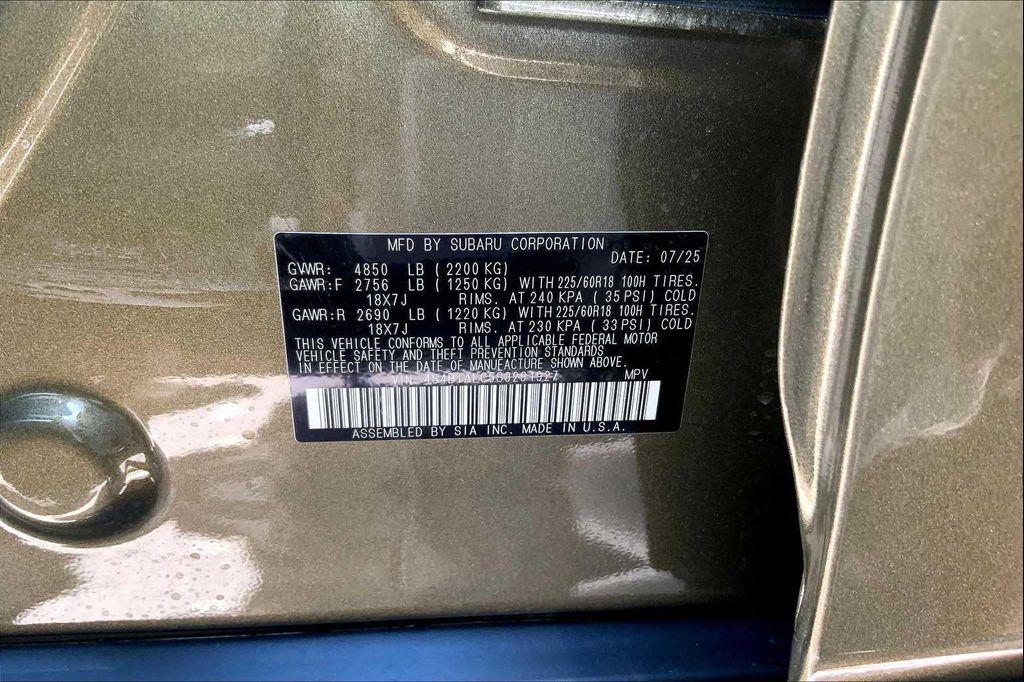 MFD BY SUBARU CORPORATION
DATE: 07/25
GVWR: 4850 LB (2200 KG)
GAWR:F 2756 LB (1250 KG) WITH 225/60R18 100H TIRES.
18X7J RIMS. AT 240 KPA (35 PSI) COLD
GAWR:R 2690 LB (1220 KG) WITH 225/60R18 100H TIRES.
18X7J RIMS. AT 230 KPA (33 PSI) COLD
THIS VEHICLE CONFORMS TO ALL APPLICABLE FEDERAL MOTOR
VEHICLE SAFETY AND THEFT PREVENTION STANDARDS
IN EFFECT ON THE DATE OF MANUFACTURE SHOWN ABOVE.
VIN: MPV
ASSEMBLED BY SIA INC. MADE IN U.S.A.